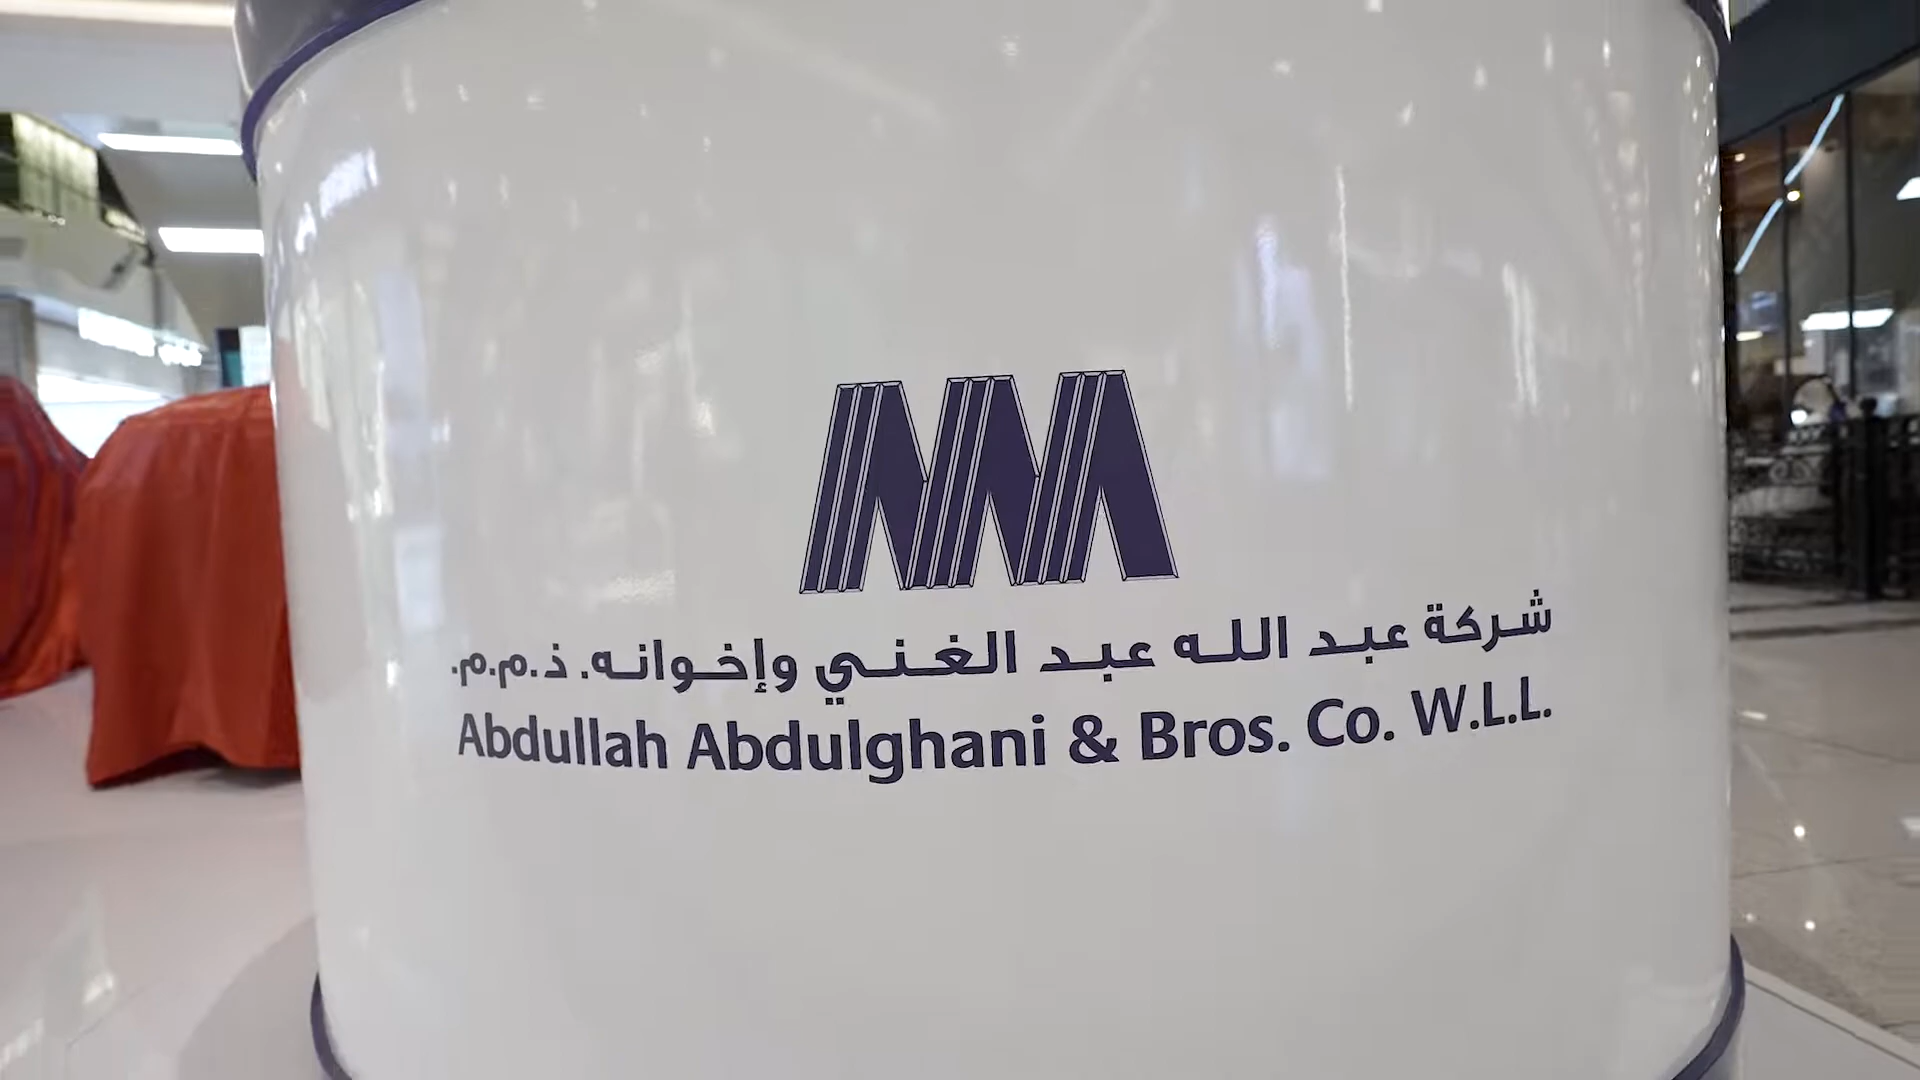 شركة عبد الله عبد الغني وإخوانه. ذ.م.م.
Abdullah Abdulghani & Bros. Co. W.L.L.